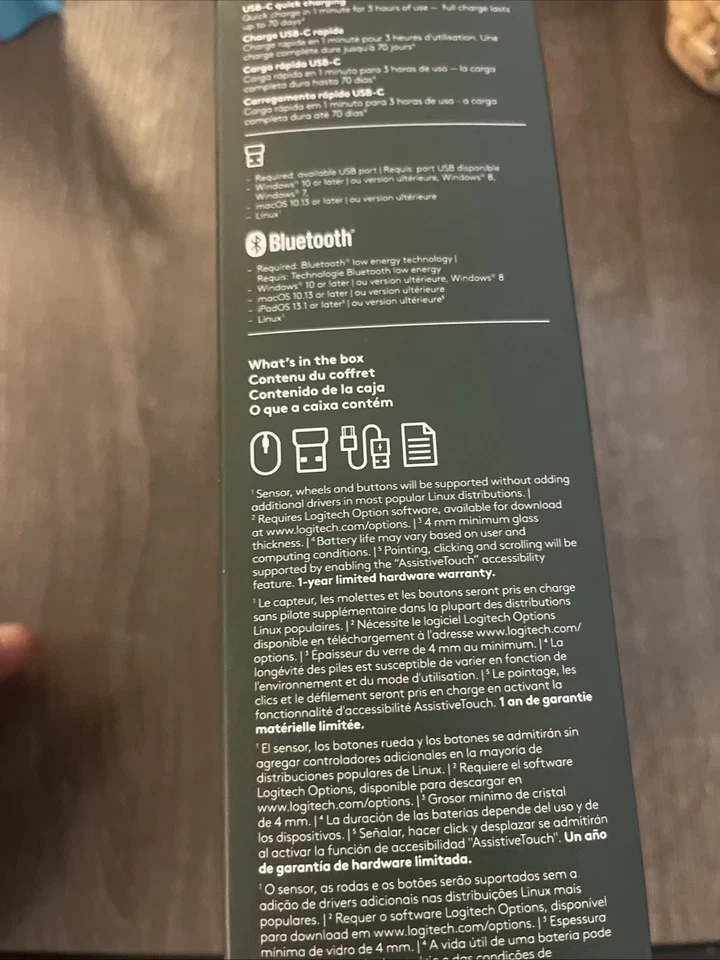 USB-C quick charging
Quick charge in 1 minute for 3 hours of use – full charge lasts
up to 70 days⁴
Charge USB-C rapide
Charge rapide en 1 minute pour 3 heures d'utilisation. Une
charge complète dure jusqu'à 70 jours⁴
Carga rápida USB-C
Carga rápida en 1 minuto para 3 horas de uso – la carga
completa dura hasta 70 días⁴
Carregamento rápido USB-C
Carga rápida em 1 minuto para 3 horas de uso - a carga
completa dura até 70 dias⁴
- Required: available USB port | Requis: port USB disponible
- Windows® 10 or later | ou version ultérieure, Windows® 8,
Windows® 7,
- macOS 10.13 or later | ou version ultérieure
- Linux¹
Bluetooth®
- Required: Bluetooth® low energy technology |
Requis: Technologie Bluetooth low energy
- Windows® 10 or later | ou version ultérieure, Windows® 8
- macOS 10.13 or later | ou version ultérieure
- iPadOS 13.1 or later⁵ | ou version ultérieure⁵
- Linux¹
What's in the box
Contenu du coffret
Contenido de la caja
O que a caixa contém
¹ Sensor, wheels and buttons will be supported without adding
additional drivers in most popular Linux distributions. |
² Requires Logitech Option software, available for download
at www.logitech.com/options. | ³ 4 mm minimum glass
thickness. | ⁴ Battery life may vary based on user and
computing conditions. | ⁵ Pointing, clicking and scrolling will be
supported by enabling the "AssistiveTouch" accessibility
feature. 1-year limited hardware warranty.
¹ Le capteur, les molettes et les boutons seront pris en charge
sans pilote supplémentaire dans la plupart des distributions
Linux populaires. | ² Nécessite le logiciel Logitech Options
disponible en téléchargement à l'adresse www.logitech.com/
options. | ³ Épaisseur du verre de 4 mm au minimum. | ⁴ La
longévité des piles est susceptible de varier en fonction de
l'environnement et du mode d'utilisation. | ⁵ Le pointage, les
clics et le défilement seront pris en charge en activant la
fonctionnalité d'accessibilité AssistiveTouch. 1 an de garantie
matérielle limitée.
¹ El sensor, los botones rueda y los botones se admitirán sin
agregar controladores adicionales en la mayoría de
distribuciones populares de Linux. | ² Requiere el software
Logitech Options, disponible para descargar en
www.logitech.com/options. | ³ Grosor mínimo de cristal
de 4 mm. | ⁴ La duración de las baterías depende del uso y de
los dispositivos. | ⁵ Señalar, hacer click y desplazar se admitirán
al activar la función de accesibilidad "AssistiveTouch". Un año
de garantía de hardware limitada.
¹ O sensor, as rodas e os botões serão suportados sem a
adição de drivers adicionais nas distribuições Linux mais
populares. | ² Requer o software Logitech Options, disponível
para download em www.logitech.com/options. | ³ Espessura
mínima de vidro de 4 mm. | ⁴ A vida útil de uma bateria pode
e das condições de